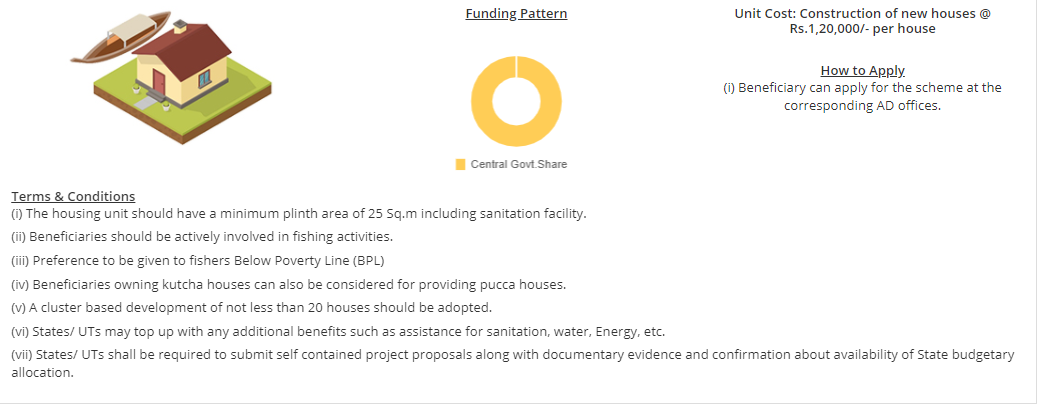 Funding Pattern
Central Govt.Share
Unit Cost: Construction of new houses @
Rs.1,20,000/- per house
How to Apply
(i) Beneficiary can apply for the scheme at the
corresponding AD offices.
Terms & Conditions
(i) The housing unit should have a minimum plinth area of 25 Sq.m including sanitation facility.
(ii) Beneficiaries should be actively involved in fishing activities.
(iii) Preference to be given to fishers Below Poverty Line (BPL)
(iv) Beneficiaries owning kutcha houses can also be considered for providing pucca houses.
(v) A cluster based development of not less than 20 houses should be adopted.
(vi) States/ UTs may top up with any additional benefits such as assistance for sanitation, water, Energy, etc.
(vii) States/ UTs shall be required to submit self contained project proposals along with documentary evidence and confirmation about availability of State budgetary
allocation.